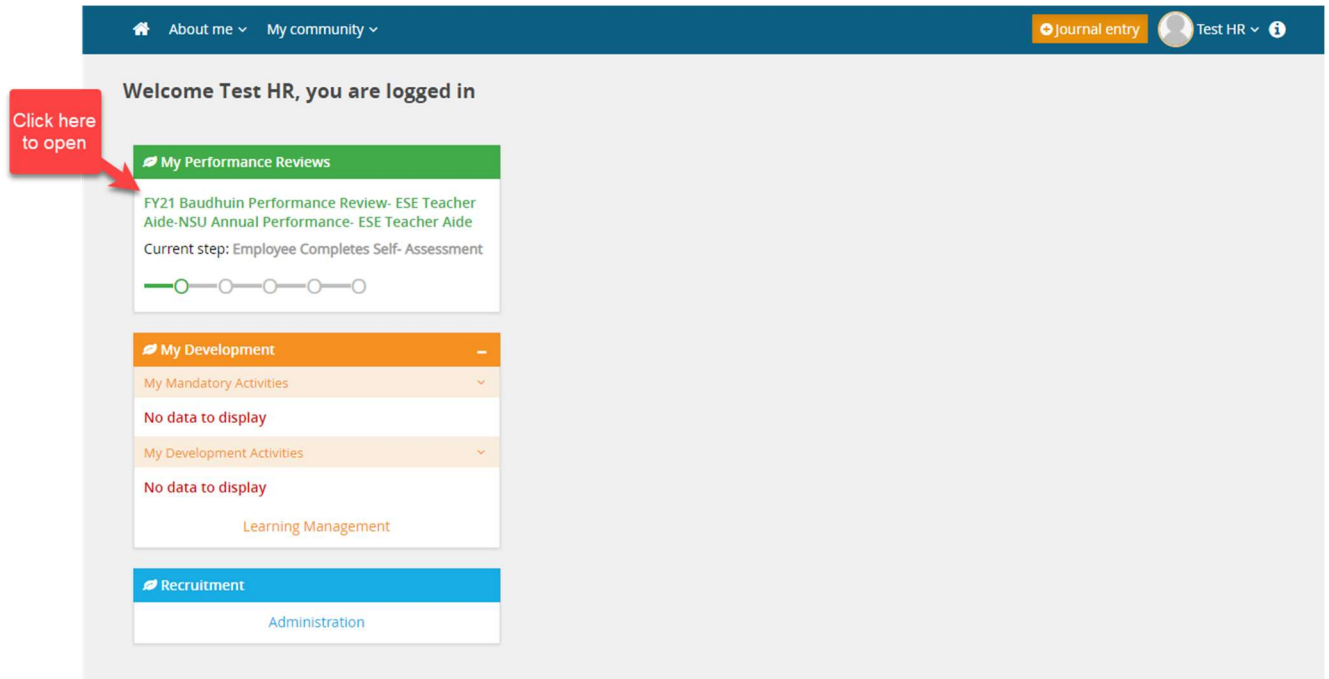 About me My community Journal entry Test HR
Welcome Test HR, you are logged in
Click here
to open
My Performance Reviews
FY21 Baudhuin Performance Review- ESE Teacher
Aide-NSU Annual Performance- ESE Teacher Aide
Current step: Employee Completes Self- Assessment
My Development
My Mandatory Activities
No data to display
My Development Activities
No data to display
Learning Management
Recruitment
Administration